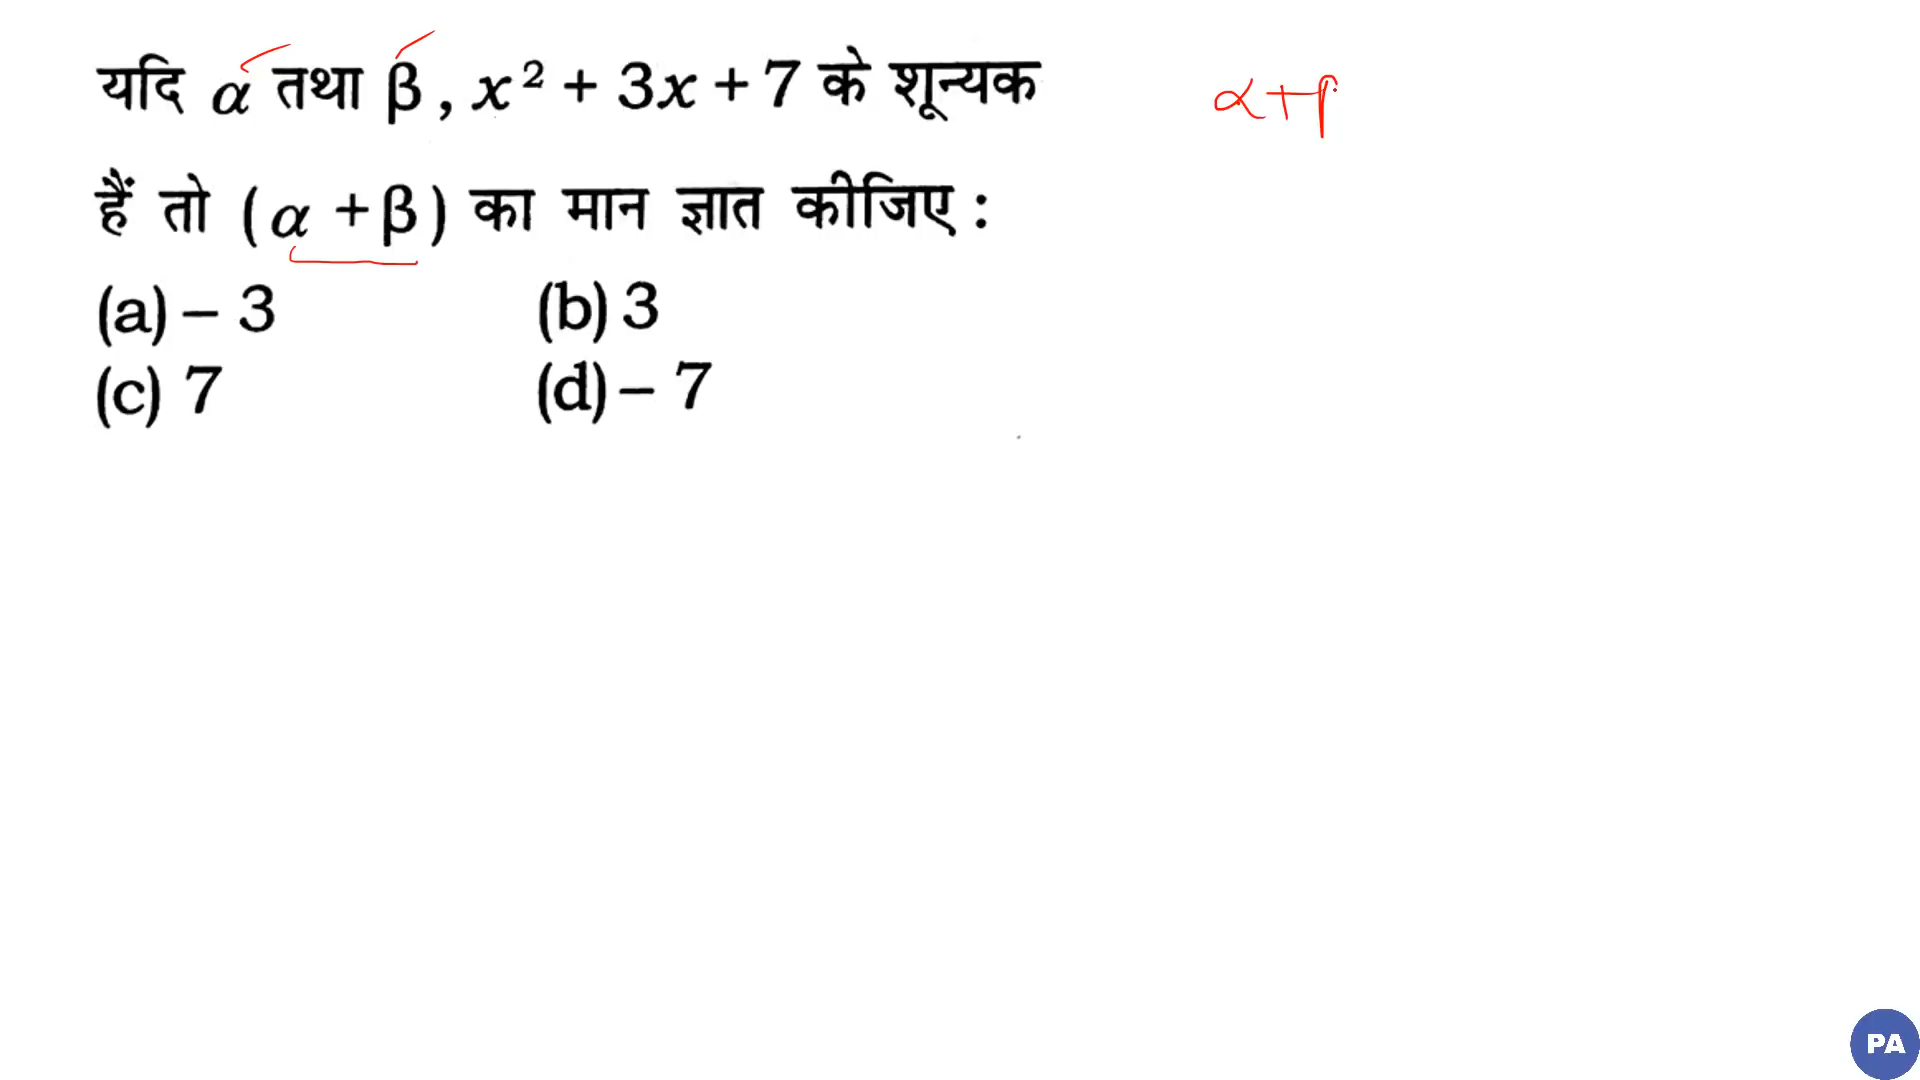 यदि α तथा β, x² + 3x + 7 के शून्यक
हैं तो (α + β) का मान ज्ञात कीजिए :
(a) – 3 (b) 3
(c) 7 (d) – 7
α+β
PA